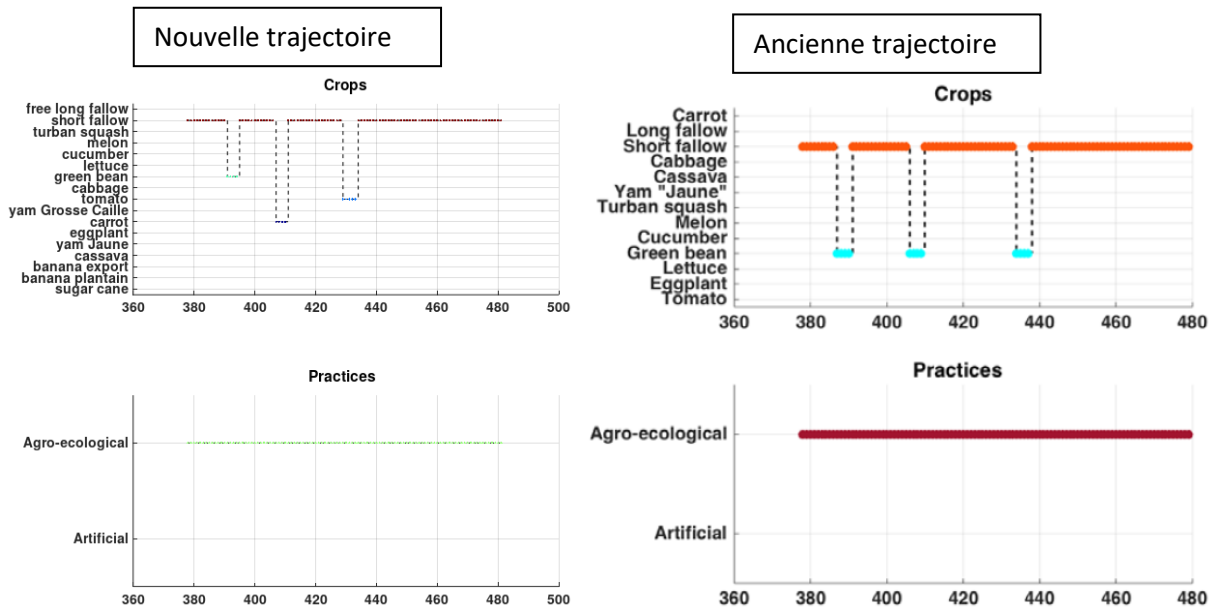 Nouvelle trajectoire
Crops
free long fallow
short fallow
turban squash
melon
cucumber
lettuce
green bean
cabbage
tomato
yam Grosse Caille
carrot
eggplant
yam Jaune
cassava
banana export
banana plantain
sugar cane
360 380 400 420 440 460 480 500
Practices
Agro-ecological
Artificial
360 380 400 420 440 460 480 500
Ancienne trajectoire
Crops
Carrot
Long fallow
Short fallow
Cabbage
Cassava
Yam "Jaune"
Turban squash
Melon
Cucumber
Green bean
Lettuce
Eggplant
Tomato
360 380 400 420 440 460 480
Practices
Agro-ecological
Artificial
360 380 400 420 440 460 480